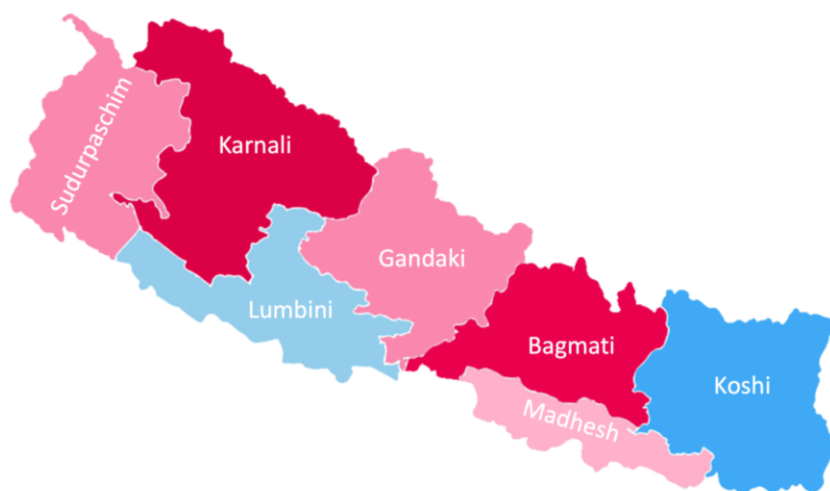 Sudurpaschim
Karnali
Gandaki
Lumbini
Bagmati
Koshi
Madhesh